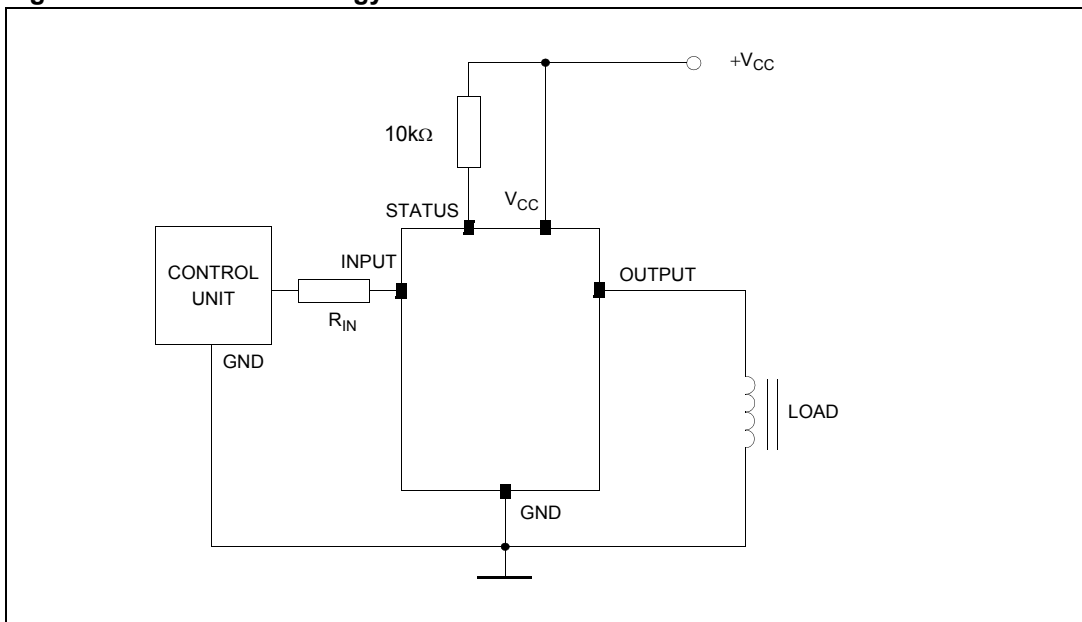 +VCC
10kΩ
STATUS
VCC
INPUT
CONTROL
UNIT
OUTPUT
RIN
GND
LOAD
GND